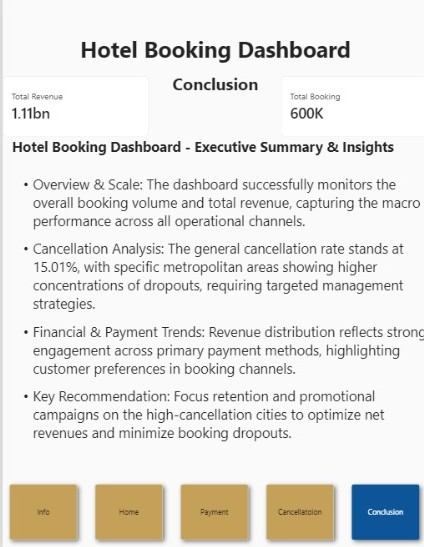 Hotel Booking Dashboard
Conclusion
Total Revenue
1.11bn
Total Booking
600K
Hotel Booking Dashboard - Executive Summary & Insights
• Overview & Scale: The dashboard successfully monitors the
overall booking volume and total revenue, capturing the macro
performance across all operational channels.
• Cancellation Analysis: The general cancellation rate stands at
15.01%, with specific metropolitan areas showing higher
concentrations of dropouts, requiring targeted management
strategies.
• Financial & Payment Trends: Revenue distribution reflects strong
engagement across primary payment methods, highlighting
customer preferences in booking channels.
• Key Recommendation: Focus retention and promotional
campaigns on the high-cancellation cities to optimize net
revenues and minimize booking dropouts.
Info
Home
Payment
Cancellatoion
Conclusion